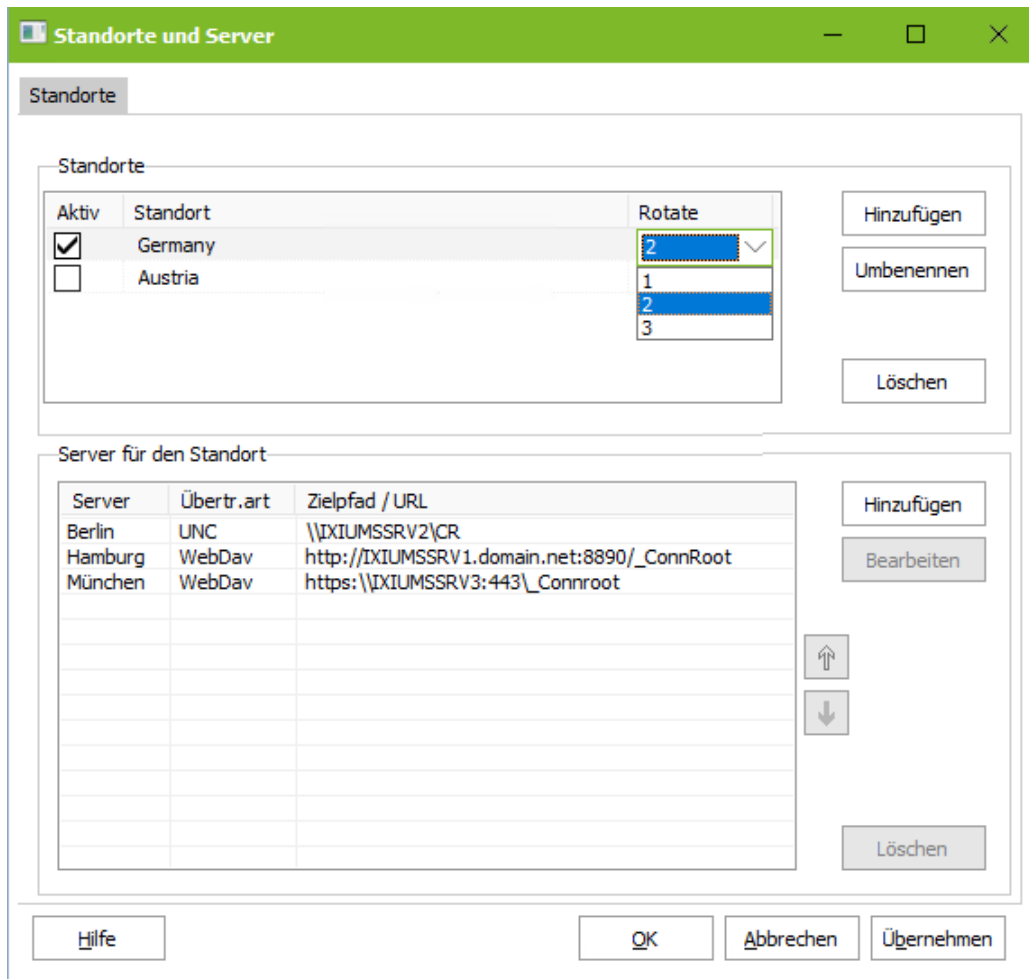 Standorte und Server
Standorte
Standorte
Aktiv Standort Rotate
Germany 2
Austria
1
2
3
Hinzufügen
Umbenennen
Löschen
Server für den Standort
Server Übertr.art Zielpfad / URL
Berlin UNC \\IXIUMSSRV2\CR
Hamburg WebDav http://IXIUMSSRV1.domain.net:8890/_ConnRoot
München WebDav https:\\IXIUMSSRV3:443\_Connroot
Hinzufügen
Bearbeiten
Löschen
Hilfe OK Abbrechen Übernehmen